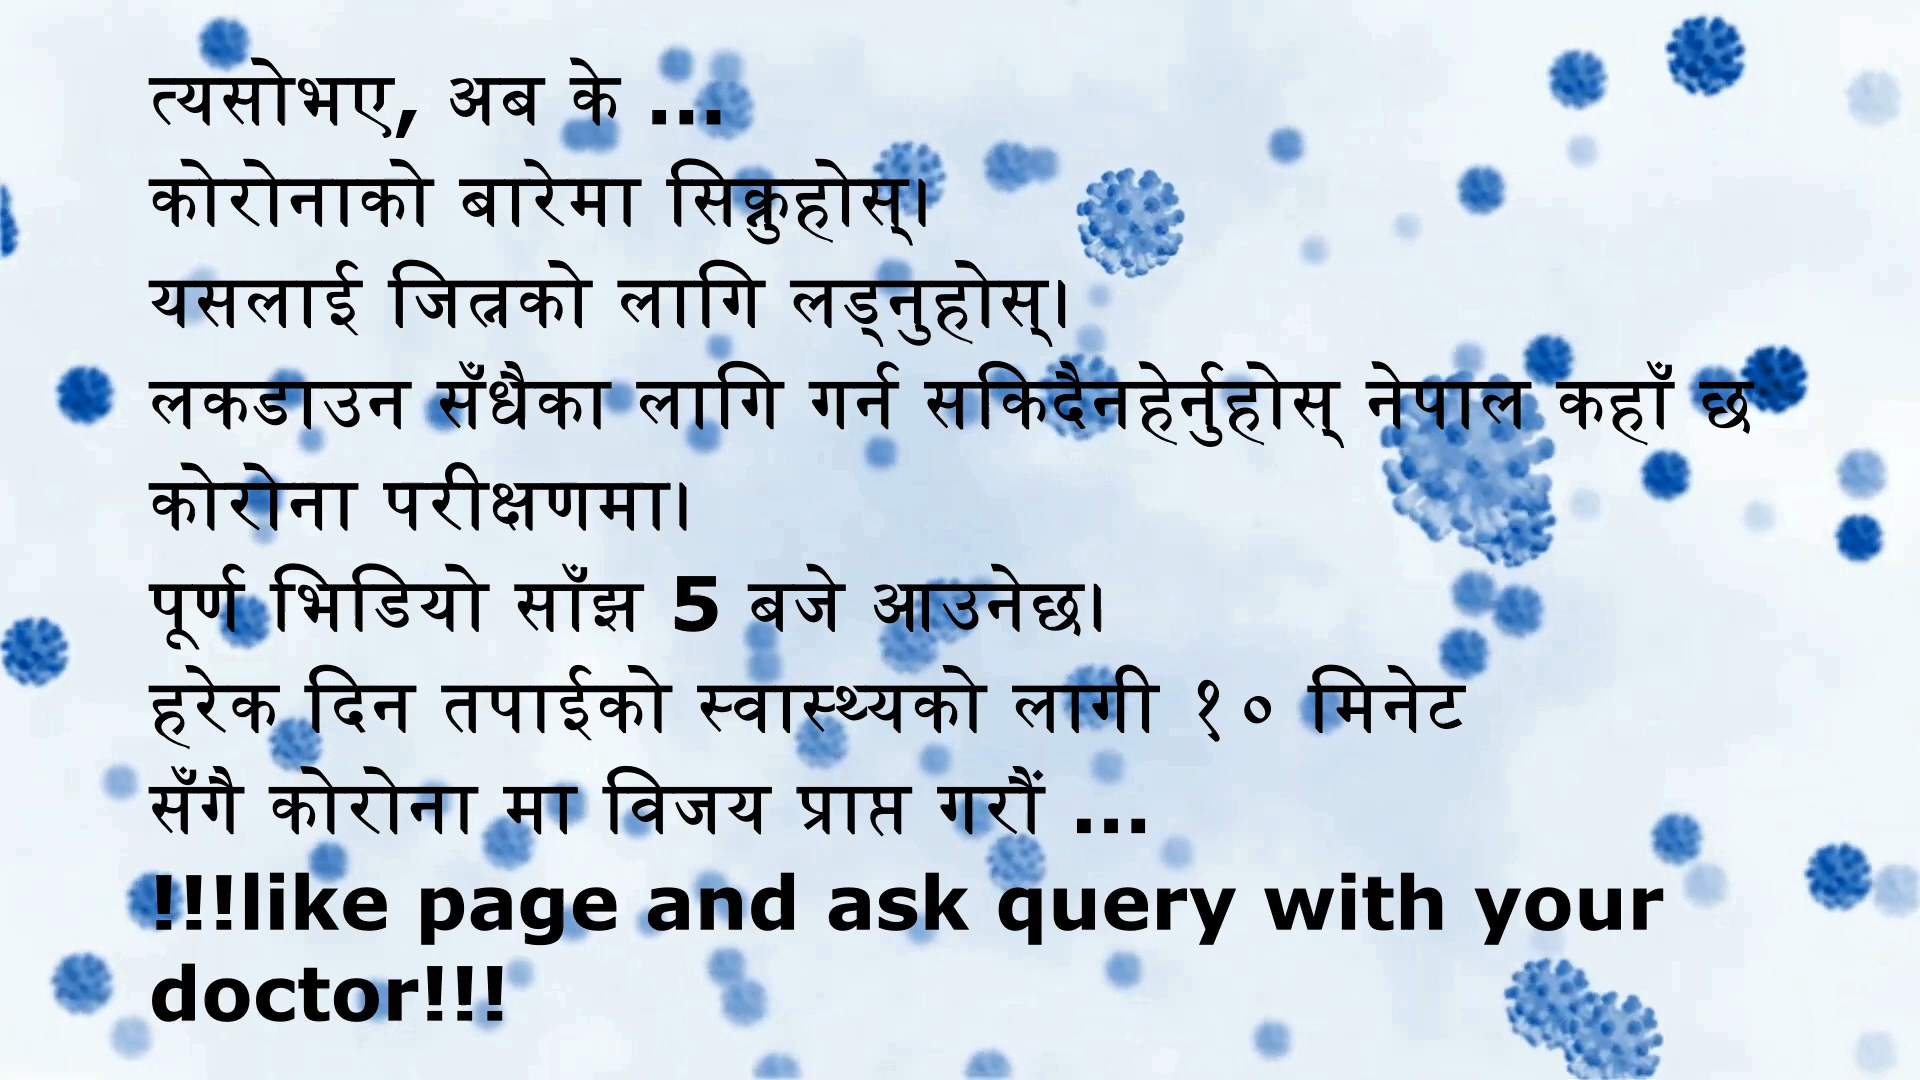 त्यसोभए, अब के ...
कोरोनाको बारेमा सिक्नुहोस्।
यसलाई जित्नको लागि लड्नुहोस्।
लकडाउन सँधैका लागि गर्न सकिदैनहेर्नुहोस् नेपाल कहाँ छ
कोरोना परीक्षणमा।
पूर्ण भिडियो साँझ 5 बजे आउनेछ।
हरेक दिन तपाईको स्वास्थ्यको लागी १० मिनेट
सँगै कोरोना मा विजय प्राप्त गरौं ...
!!!like page and ask query with your
doctor!!!